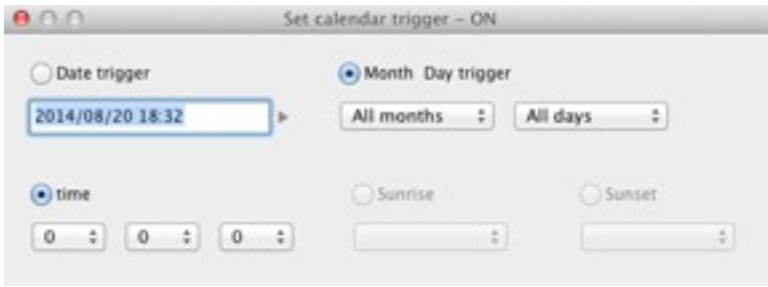 Set calendar trigger - ON
Date trigger
Month Day trigger
2014/08/20 18:32
All months
All days
time
Sunrise
Sunset
0
0
0